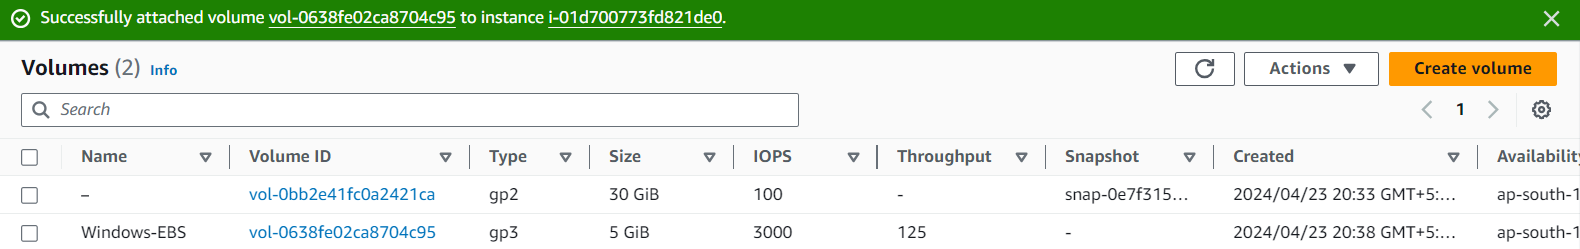 Successfully attached volume vol-0638fe02ca8704c95 to instance i-01d700773fd821de0.
Volumes (2) Info
Actions
Create volume
Search
1
Name Volume ID Type Size IOPS Throughput Snapshot Created Availability
– vol-0bb2e41fc0a2421ca gp2 30 GiB 100 - snap-0e7f315... 2024/04/23 20:33 GMT+5:... ap-south-1
Windows-EBS vol-0638fe02ca8704c95 gp3 5 GiB 3000 125 - 2024/04/23 20:38 GMT+5:... ap-south-1